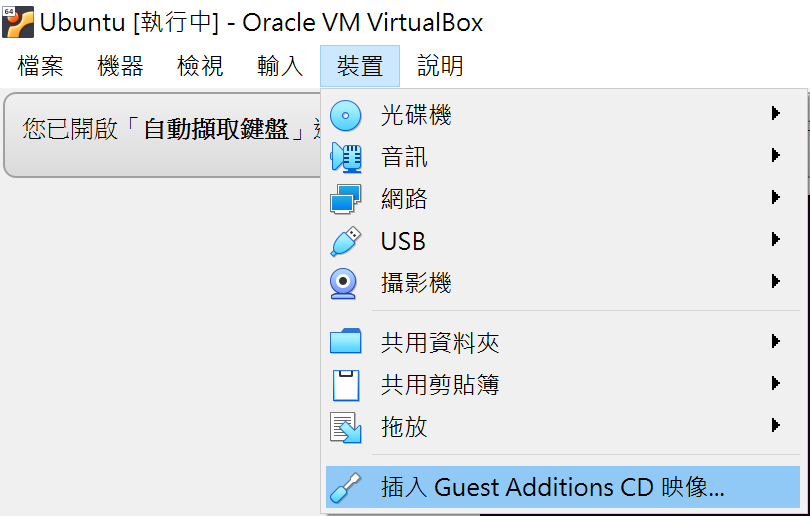 64
Ubuntu [執行中] - Oracle VM VirtualBox
檔案 機器 檢視 輸入 裝置 說明
您已開啟「自動擷取鍵盤」
光碟機
音訊
網路
USB
攝影機
共用資料夾
共用剪貼簿
拖放
插入 Guest Additions CD 映像...